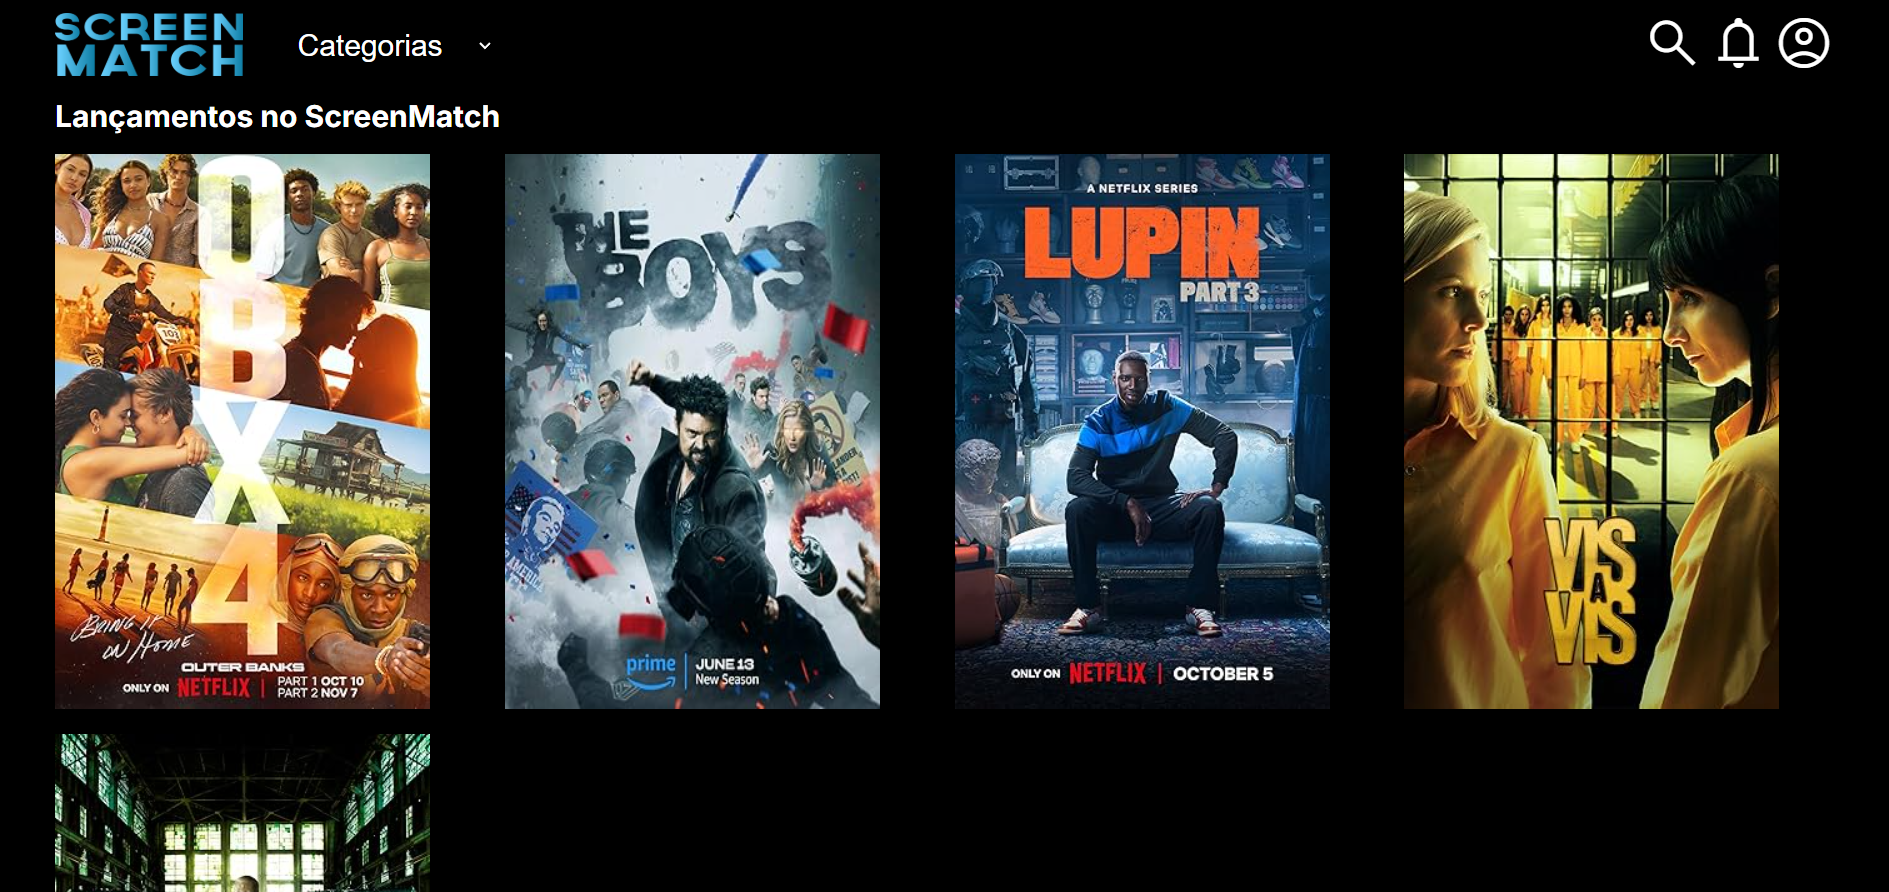 SCREEN
MATCH
Categorias
Lançamentos no ScreenMatch
O
B
X
4
BRING IT
ON HOME
OUTER BANKS
ONLY ON NETFLIX | PART 1 OCT 10
PART 2 NOV 7
THE
BOYS
prime | JUNE 13
New Season
A NETFLIX SERIES
LUPIN
PART 3
ONLY ON NETFLIX | OCTOBER 5
VIS
A
VIS